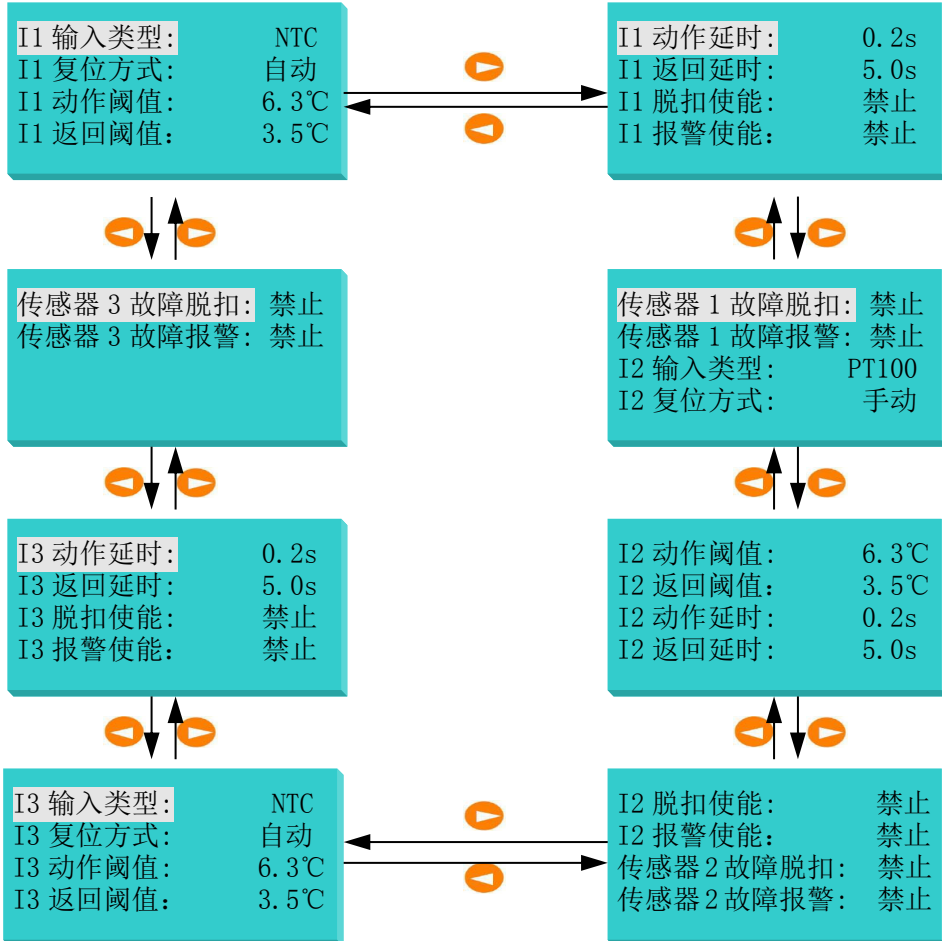 I1 输入类型: NTC
I1 复位方式: 自动
I1 动作阈值: 6.3℃
I1 返回阈值： 3.5℃
I1 动作延时: 0.2s
I1 返回延时: 5.0s
I1 脱扣使能: 禁止
I1 报警使能： 禁止
传感器 3 故障脱扣: 禁止
传感器 3 故障报警: 禁止
传感器 1 故障脱扣: 禁止
传感器 1 故障报警: 禁止
I2 输入类型: PT100
I2 复位方式: 手动
I3 动作延时: 0.2s
I3 返回延时: 5.0s
I3 脱扣使能: 禁止
I3 报警使能： 禁止
I2 动作阈值: 6.3℃
I2 返回阈值： 3.5℃
I2 动作延时: 0.2s
I2 返回延时: 5.0s
I3 输入类型: NTC
I3 复位方式: 自动
I3 动作阈值: 6.3℃
I3 返回阈值： 3.5℃
I2 脱扣使能: 禁止
I2 报警使能： 禁止
传感器 2 故障脱扣: 禁止
传感器 2 故障报警: 禁止